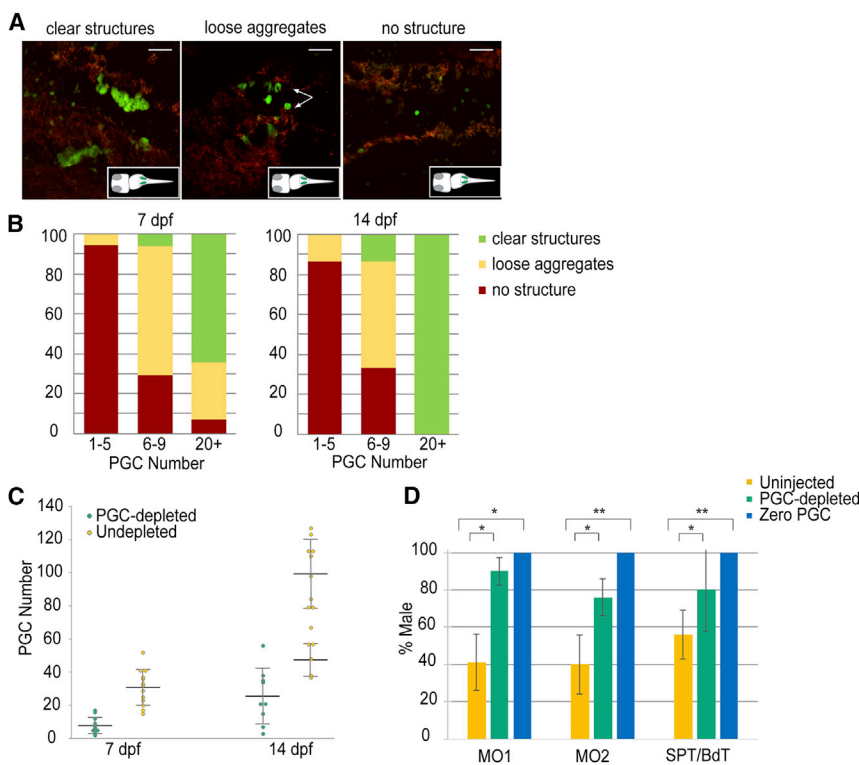 A
clear structures
loose aggregates
no structure
B
7 dpf
14 dpf
100
80
60
40
20
0
1-5 6-9 20+
PGC Number
100
80
60
40
20
0
1-5 6-9 20+
PGC Number
clear structures
loose aggregates
no structure
C
PGC Number
140
120
100
80
60
40
20
0
PGC-depleted
Undepleted
7 dpf
14 dpf
D
Uninjected
PGC-depleted
Zero PGC
* ** **
* * *
% Male
100
80
60
40
20
0
MO1 MO2 SPT/BdT